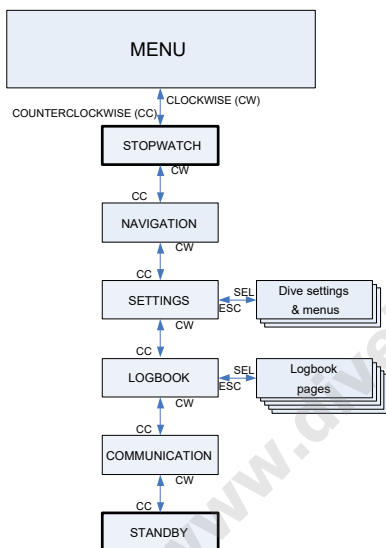 MENU
CLOCKWISE (CW)
COUNTERCLOCKWISE (CC)
STOPWATCH
CW
CC
NAVIGATION
CW
CC
SETTINGS
SEL
ESC
Dive settings
& menus
CW
CC
LOGBOOK
SEL
ESC
Logbook
pages
CW
CC
COMMUNICATION
CW
CC
STANDBY